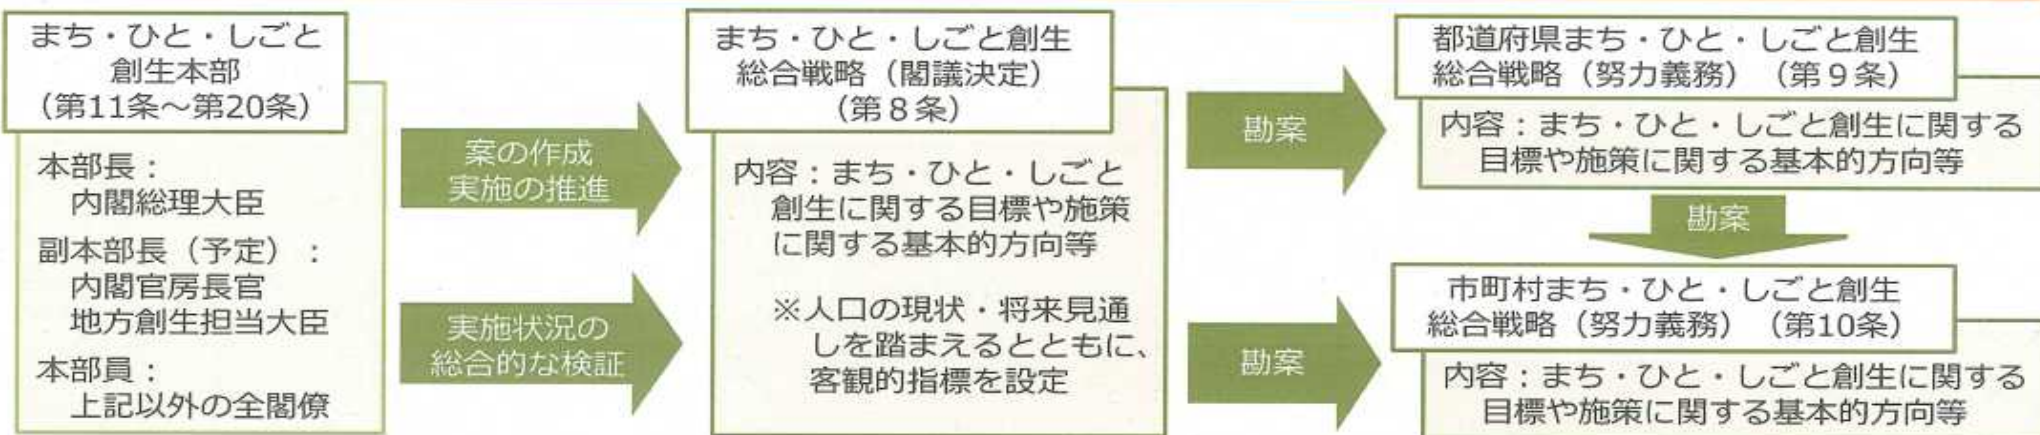 まち・ひと・しごと
創生本部
（第11条～第20条）
本部長：
内閣総理大臣
副本部長（予定）：
内閣官房長官
地方創生担当大臣
本部員：
上記以外の全閣僚
案の作成
実施の推進
実施状況の
総合的な検証
まち・ひと・しごと創生
総合戦略（閣議決定）
（第８条）
内容：まち・ひと・しごと
創生に関する目標や施策
に関する基本的方向等
※人口の現状・将来見通
しを踏まえるとともに、
客観的指標を設定
勘案
勘案
都道府県まち・ひと・しごと創生
総合戦略（努力義務）（第９条）
内容：まち・ひと・しごと創生に関する
目標や施策に関する基本的方向等
勘案
市町村まち・ひと・しごと創生
総合戦略（努力義務）（第10条）
内容：まち・ひと・しごと創生に関する
目標や施策に関する基本的方向等